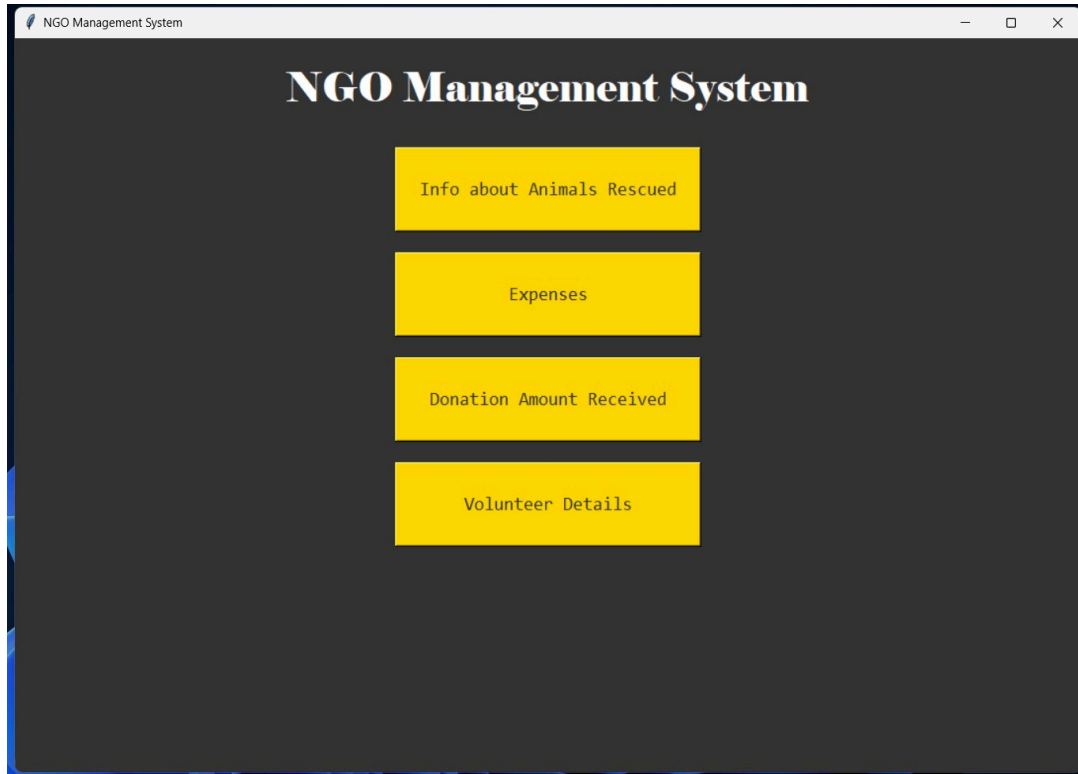 NGO Management System
NGO Management System
Info about Animals Rescued
Expenses
Donation Amount Received
Volunteer Details